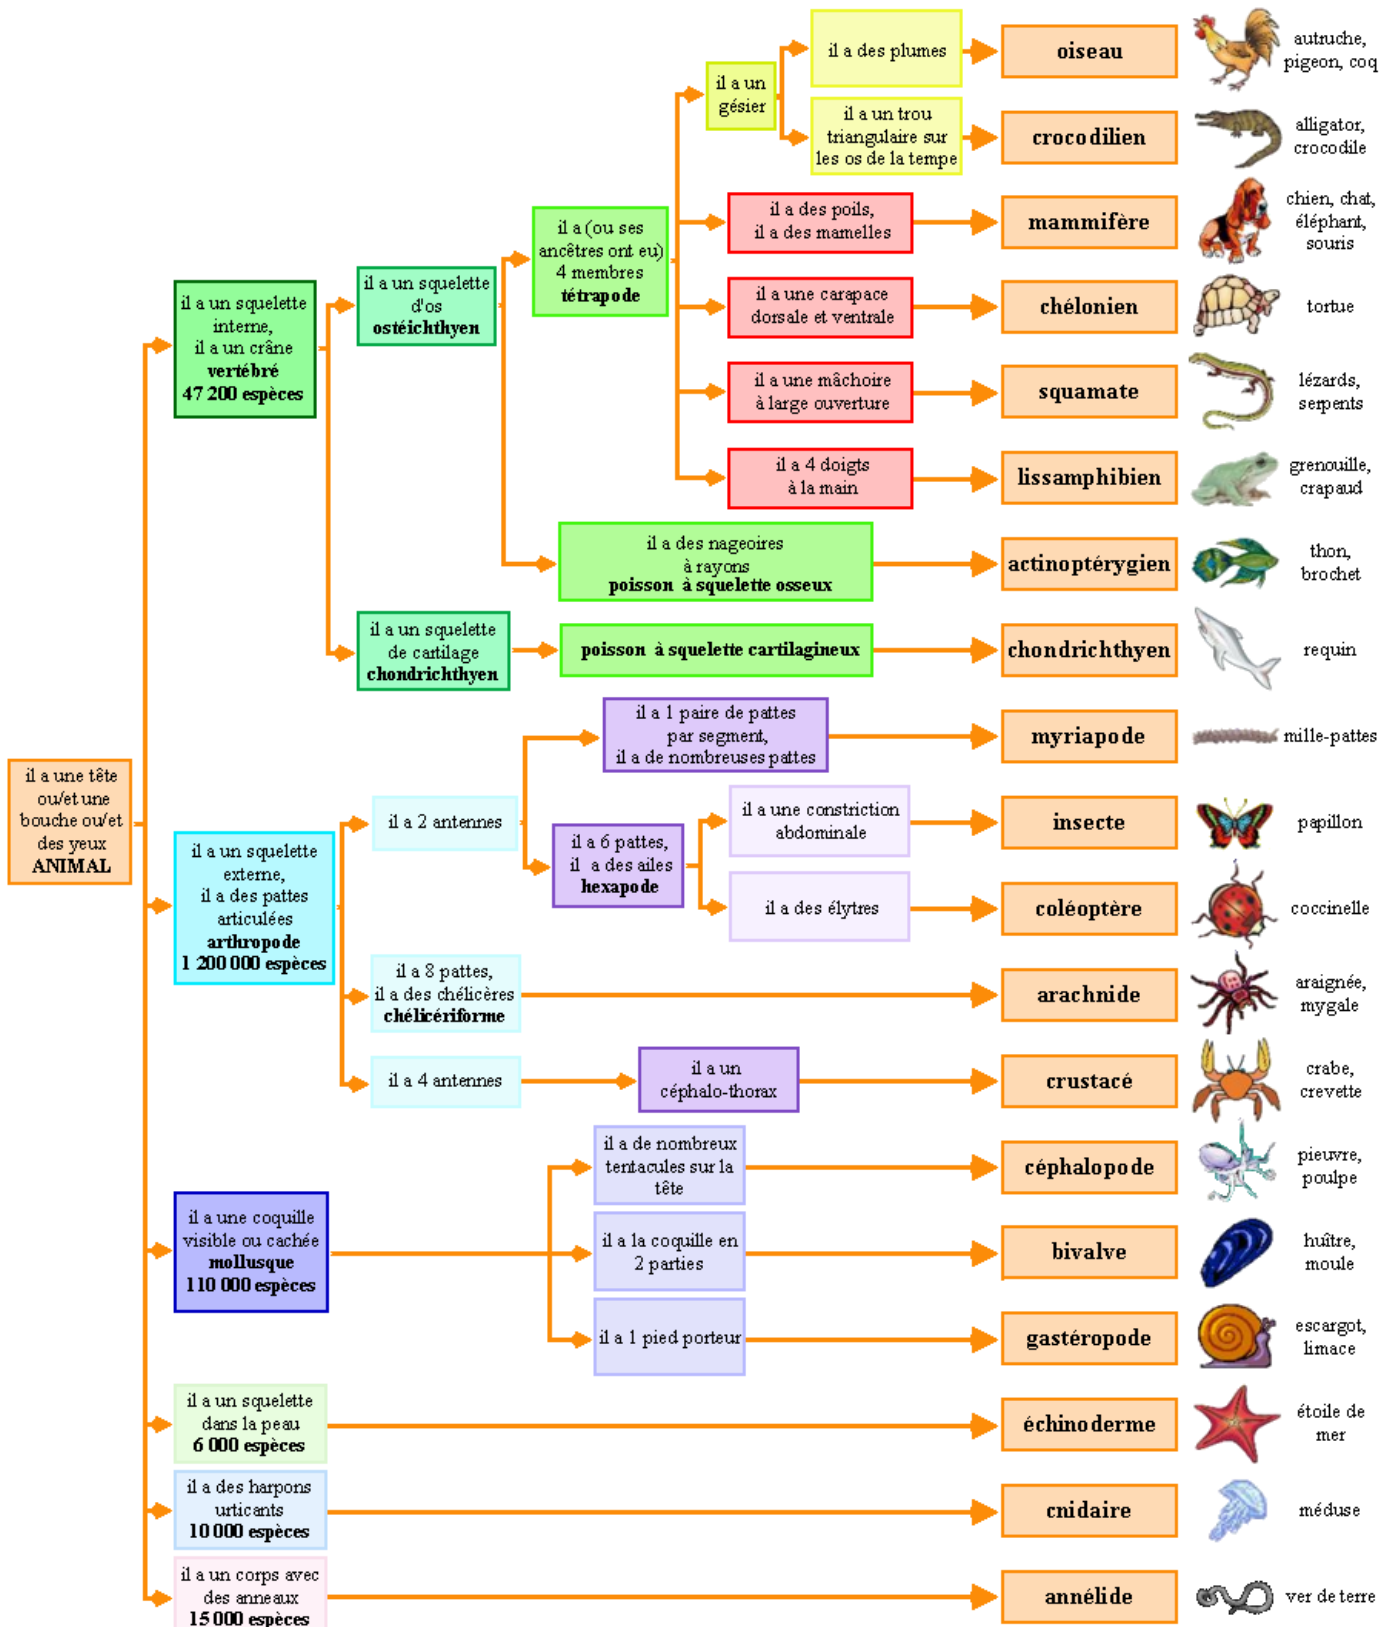 il a une tête
ou/et une
bouche ou/et
des yeux
ANIMAL
il a un squelette
interne,
il a un crâne
vertébré
47 200 espèces
il a un squelette
d'os
ostéichthyen
il a (ou ses
ancêtres ont eu)
4 membres
tétrapode
il a un
gésier
il a des plumes
oiseau
autruche,
pigeon, coq
il a un trou
triangulaire sur
les os de la tempe
crocodilien
alligator,
crocodile
il a des poils,
il a des mamelles
mammifère
chien, chat,
éléphant,
souris
il a une carapace
dorsale et ventrale
chélonien
tortue
il a une mâchoire
à large ouverture
squamate
lézards,
serpents
il a 4 doigts
à la main
lissamphibien
grenouille,
crapaud
il a des nageoires
à rayons
poisson à squelette osseux
actinoptérygien
thon,
brochet
il a un squelette
de cartilage
chondrichthyen
poisson à squelette cartilagineux
chondrichthyen
requin
il a un squelette
externe,
il a des pattes
articulées
arthropode
1 200 000 espèces
il a 2 antennes
il a 1 paire de pattes
par segment,
il a de nombreuses pattes
myriapode
mille-pattes
il a 6 pattes,
il a des ailes
hexapode
il a une constriction
abdominale
insecte
papillon
il a des élytres
coléoptère
coccinelle
il a 8 pattes,
il a des chélicères
chélicériforme
arachnide
araignée,
mygale
il a 4 antennes
il a un
céphalo-thorax
crustacé
crabe,
crevette
il a une coquille
visible ou cachée
mollusque
110 000 espèces
il a de nombreux
tentacules sur la
tête
céphalopode
pieuvre,
poulpe
il a la coquille en
2 parties
bivalve
huître,
moule
il a 1 pied porteur
gastéropode
escargot,
limace
il a un squelette
dans la peau
6 000 espèces
échinoderme
étoile de
mer
il a des harpons
urticants
10 000 espèces
cnidaire
méduse
il a un corps avec
des anneaux
15 000 espèces
annélide
ver de terre